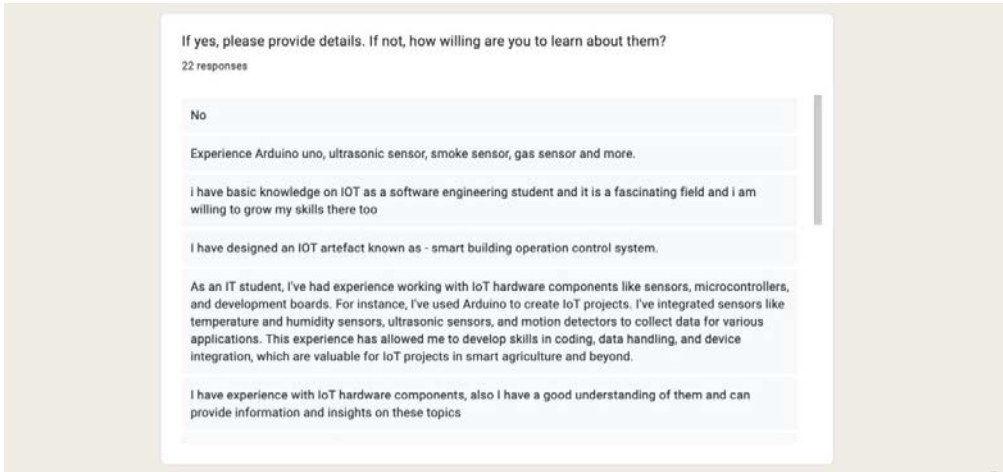 If yes, please provide details. If not, how willing are you to learn about them?
22 responses
No
Experience Arduino uno, ultrasonic sensor, smoke sensor, gas sensor and more.
i have basic knowledge on IOT as a software engineering student and it is a fascinating field and i am
willing to grow my skills there too
I have designed an IOT artefact known as - smart building operation control system.
As an IT student, I've had experience working with IoT hardware components like sensors, microcontrollers,
and development boards. For instance, I've used Arduino to create IoT projects. I've integrated sensors like
temperature and humidity sensors, ultrasonic sensors, and motion detectors to collect data for various
applications. This experience has allowed me to develop skills in coding, data handling, and device
integration, which are valuable for IoT projects in smart agriculture and beyond.
I have experience with IoT hardware components, also I have a good understanding of them and can
provide information and insights on these topics